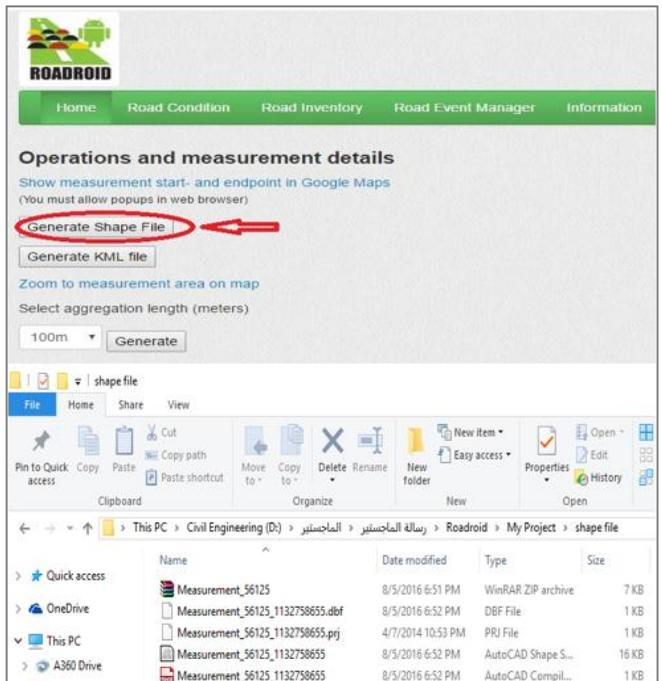 ROADROID
Home Road Condition Road Inventory Road Event Manager Information
Operations and measurement details
Show measurement start- and endpoint in Google Maps
(You must allow popups in web browser)
Generate Shape File
Generate KML file
Zoom to measurement area on map
Select aggregation length (meters)
100m Generate
shape file
File Home Share View
Pin to Quick access
Copy
Paste
Cut
Copy path
Paste shortcut
Move to
Copy to
Delete
Rename
New folder
New item
Easy access
Properties
Open
Edit
History
Clipboard Organize New Open
This PC > Civil Engineering (D:) > الماجستير > رسالة الماجستير > Roadroid > My Project > shape file
Name Date modified Type Size
Quick access
OneDrive
This PC
A360 Drive
Measurement_56125 8/5/2016 6:51 PM WinRAR ZIP archive 7 KB
Measurement_56125_1132758655.dbf 8/5/2016 6:52 PM DBF File 1 KB
Measurement_56125_1132758655.prj 4/7/2014 10:53 PM PRJ File 1 KB
Measurement_56125_1132758655 8/5/2016 6:52 PM AutoCAD Shape S... 16 KB
Measurement_56125_1132758655 8/5/2016 6:52 PM AutoCAD Compil... 1 KB